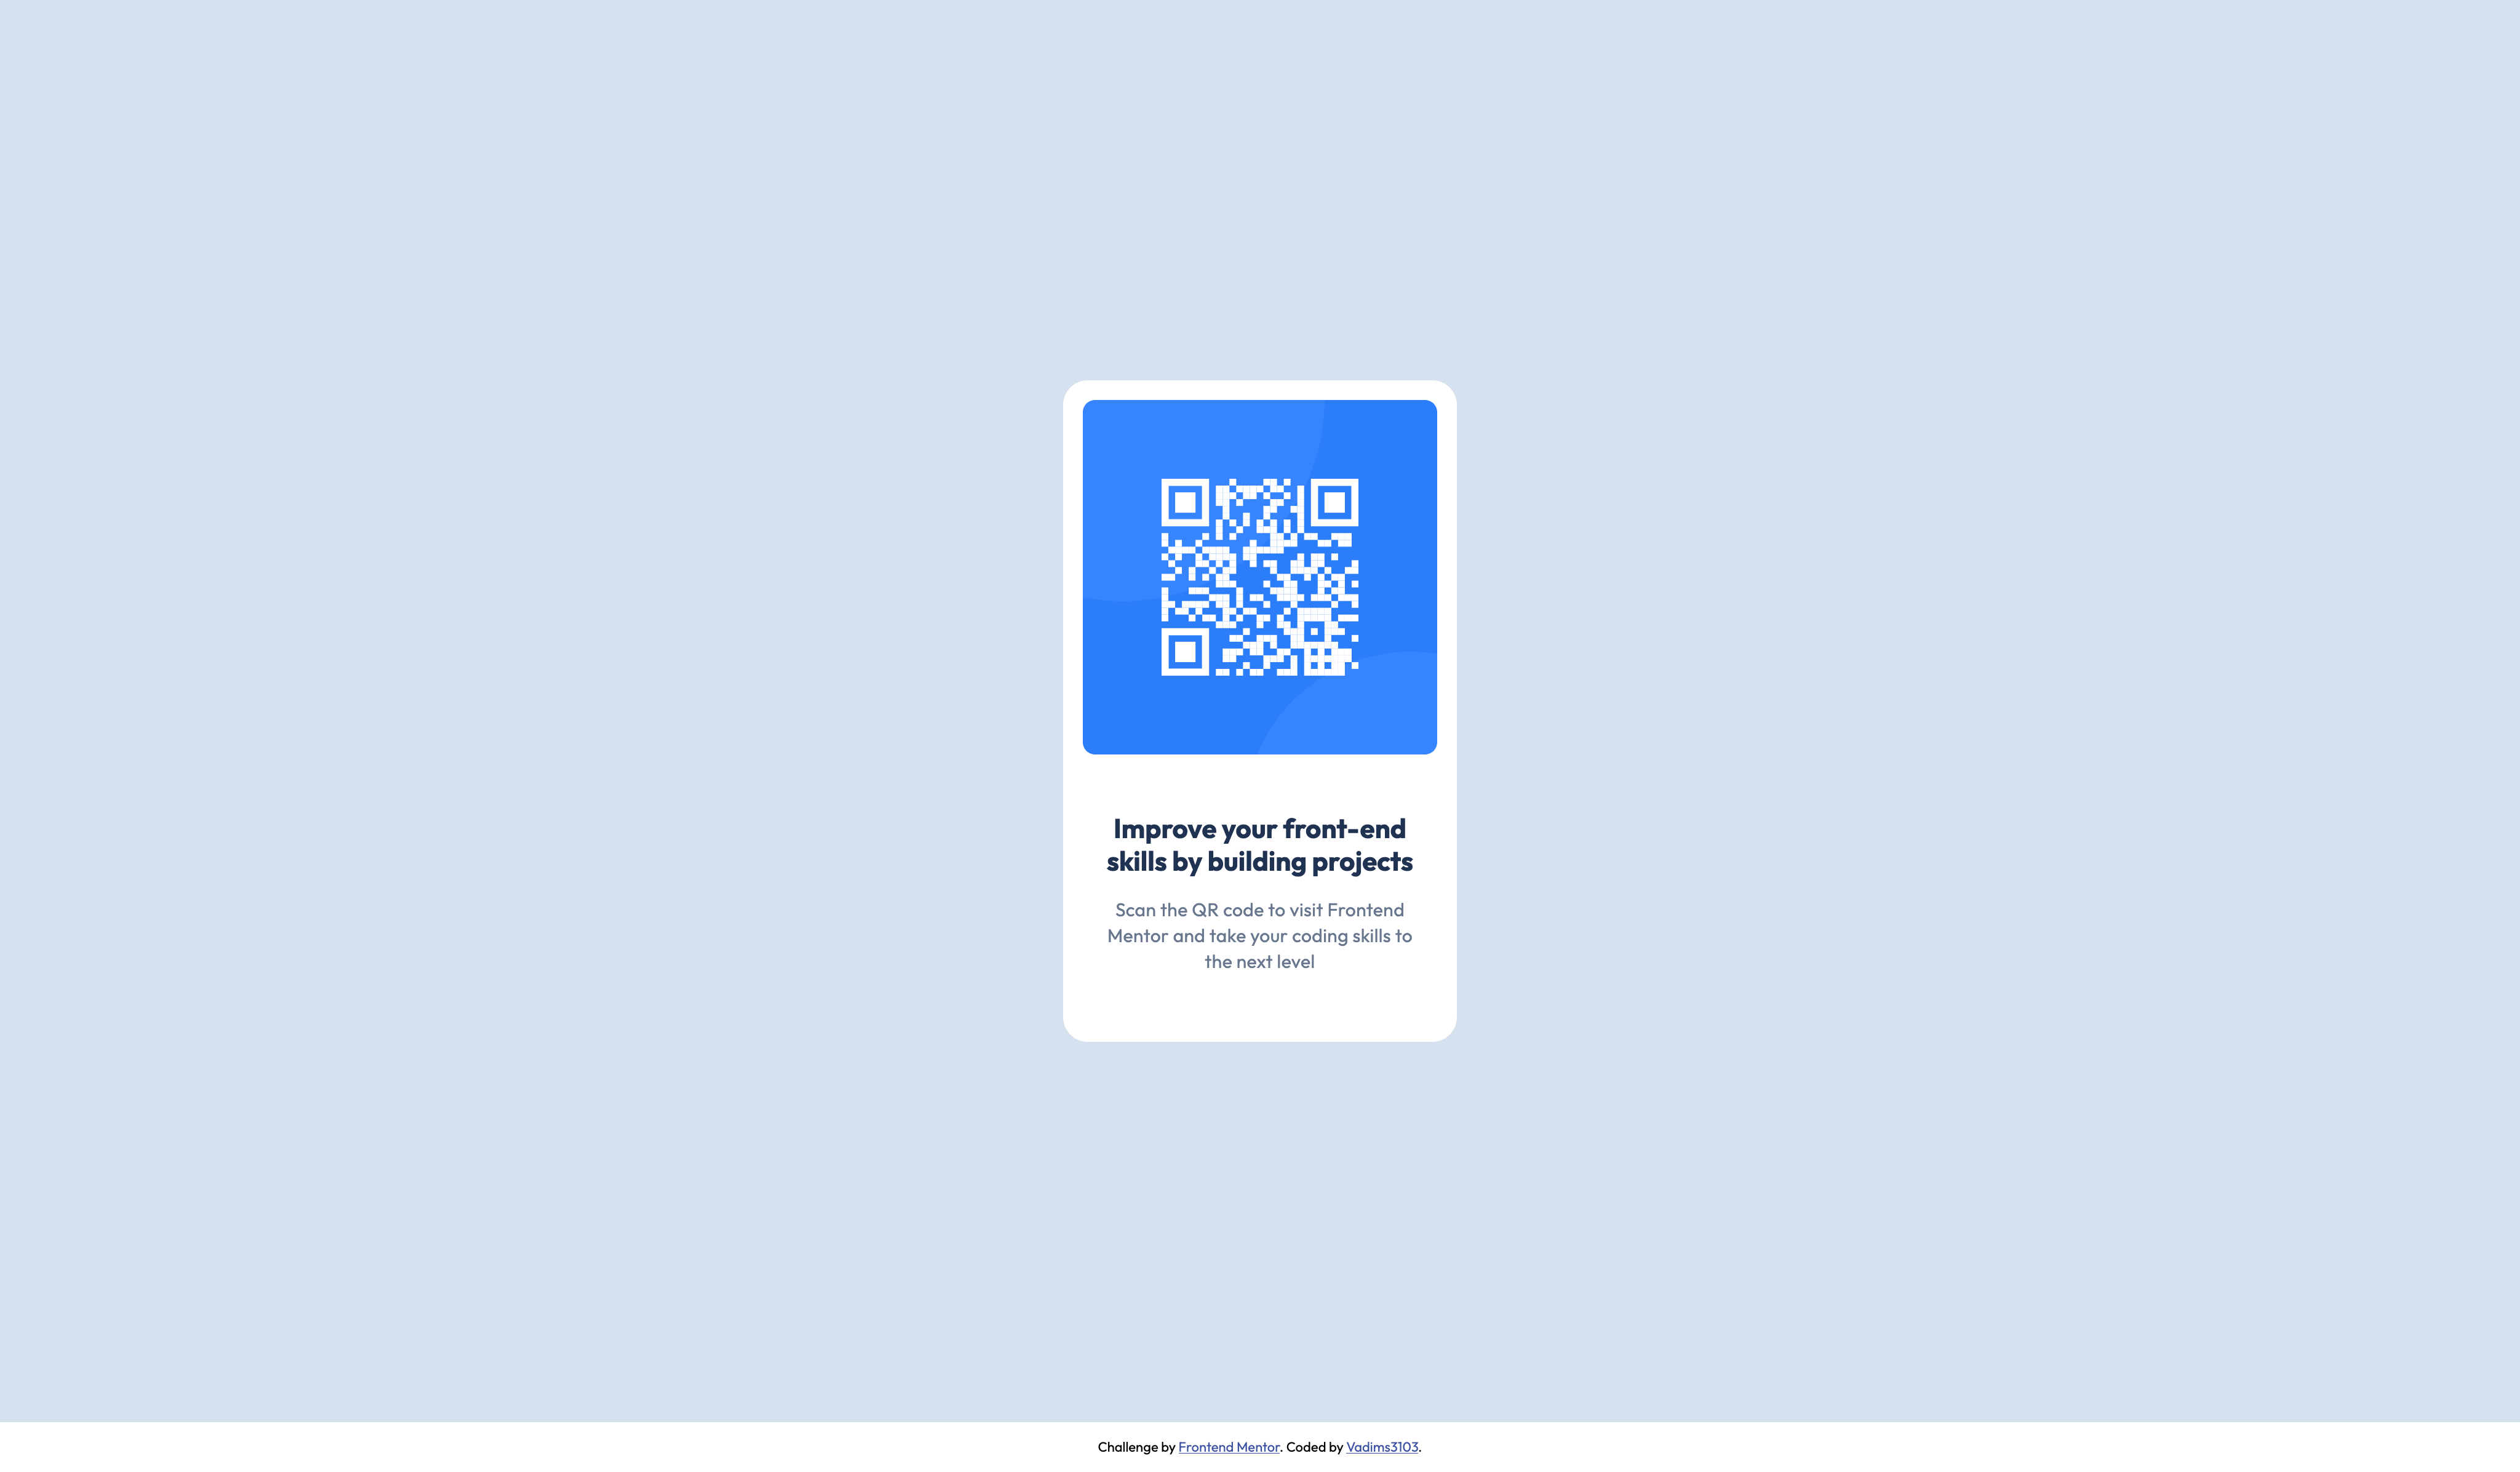 Improve your front-end
skills by building projects
Scan the QR code to visit Frontend
Mentor and take your coding skills to
the next level
Challenge by Frontend Mentor. Coded by Vadims3103.